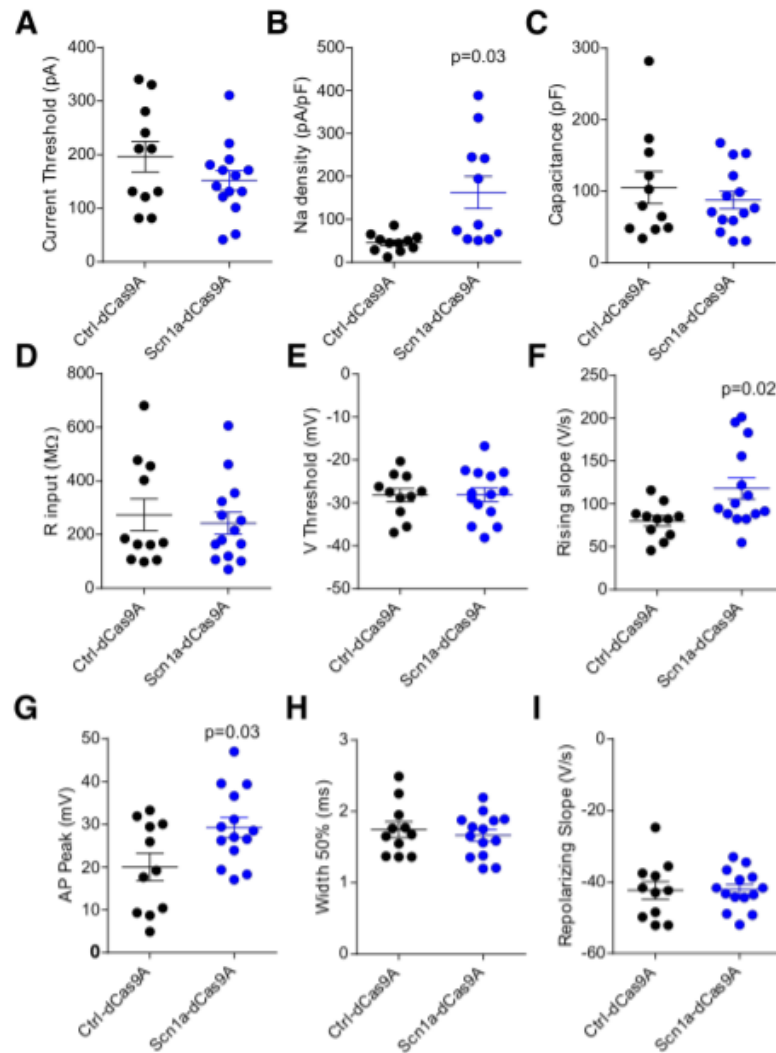 A
Current Threshold (pA)
400
300
200
100
0
Ctrl-dCas9A
Scn1a-dCas9A
B
Na density (pA/pF)
500
400
300
200
100
0
p=0.03
Ctrl-dCas9A
Scn1a-dCas9A
C
Capacitance (pF)
300
200
100
0
Ctrl-dCas9A
Scn1a-dCas9A
D
R input (MΩ)
800
600
400
200
0
Ctrl-dCas9A
Scn1a-dCas9A
E
V Threshold (mV)
0
-10
-20
-30
-40
-50
Ctrl-dCas9A
Scn1a-dCas9A
F
Rising slope (V/s)
250
200
150
100
50
0
p=0.02
Ctrl-dCas9A
Scn1a-dCas9A
G
AP Peak (mV)
50
40
30
20
10
0
p=0.03
Ctrl-dCas9A
Scn1a-dCas9A
H
Width 50% (ms)
3
2
1
0
Ctrl-dCas9A
Scn1a-dCas9A
I
Repolarizing Slope (V/s)
0
-20
-40
-60
Ctrl-dCas9A
Scn1a-dCas9A